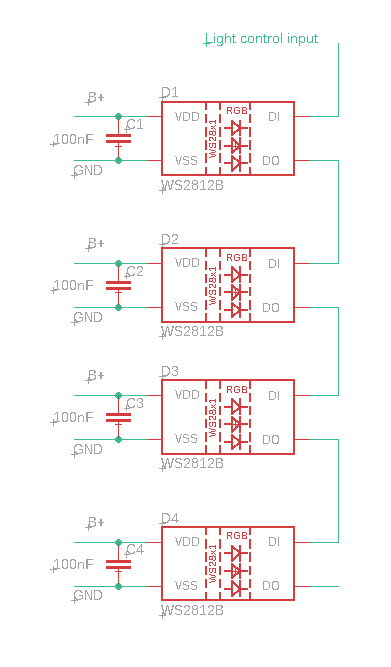 Light control input
D1
B+
RGB
VDD
WS28x1
DI
C1
100nF
VSS
DO
GND
WS2812B
D2
B+
RGB
VDD
WS28x1
DI
C2
100nF
VSS
DO
GND
WS2812B
D3
B+
RGB
VDD
WS28x1
DI
C3
100nF
VSS
DO
GND
WS2812B
D4
B+
RGB
VDD
WS28x1
DI
C4
100nF
VSS
DO
GND
WS2812B